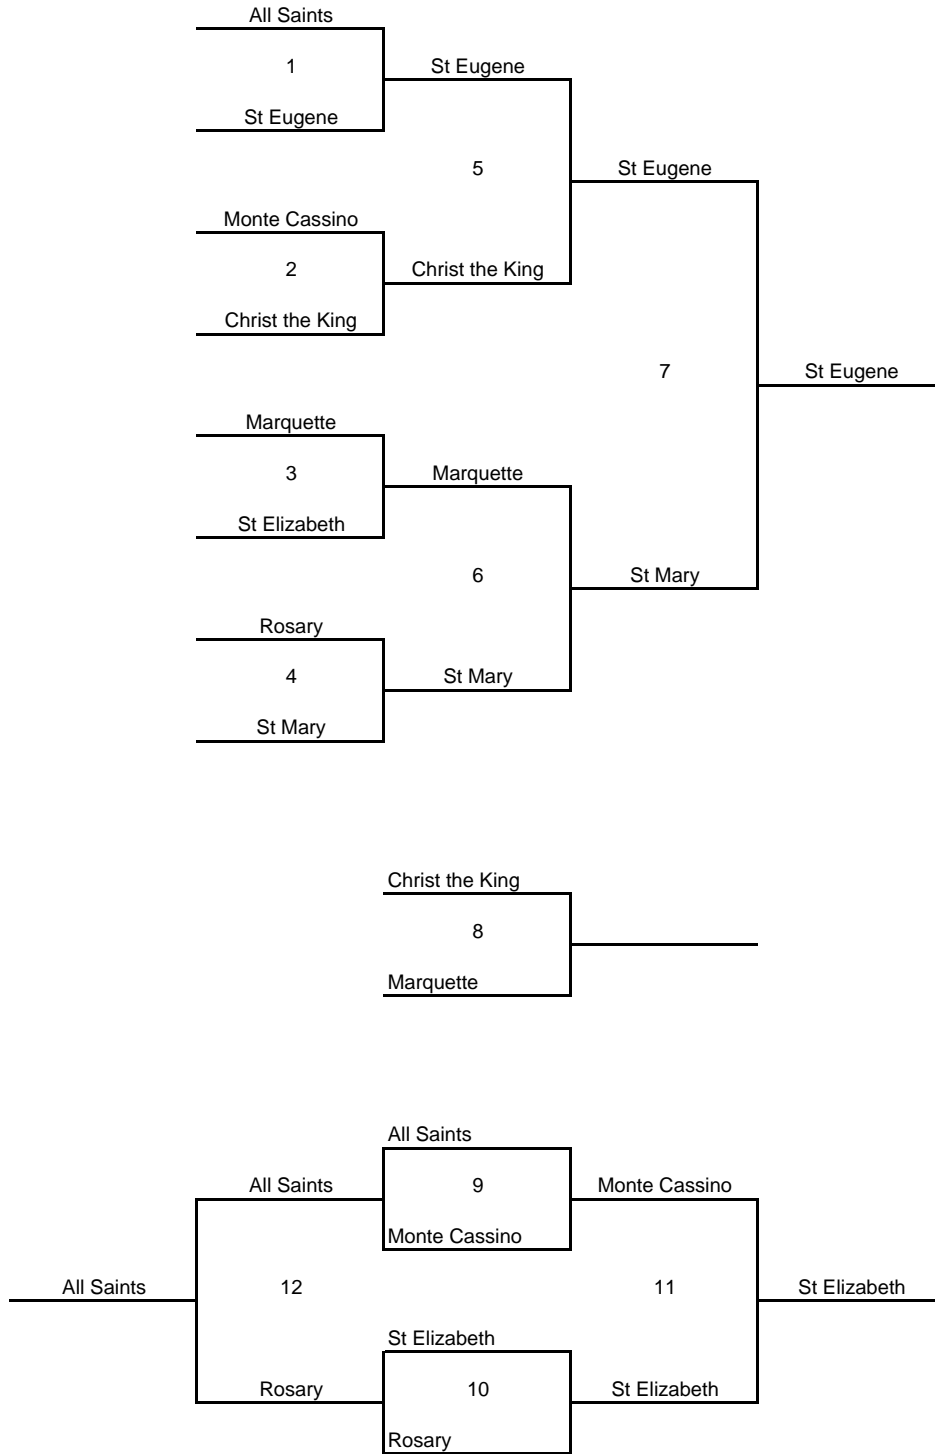 All Saints
1
St Eugene
St Eugene
5
St Eugene
Monte Cassino
2
Christ the King
Christ the King
7
St Eugene
Marquette
3
Marquette
St Elizabeth
6
St Mary
Rosary
4
St Mary
St Mary
Christ the King
8
Marquette
All Saints
All Saints
9
Monte Cassino
Monte Cassino
All Saints
12
11
St Elizabeth
St Elizabeth
Rosary
10
St Elizabeth
Rosary